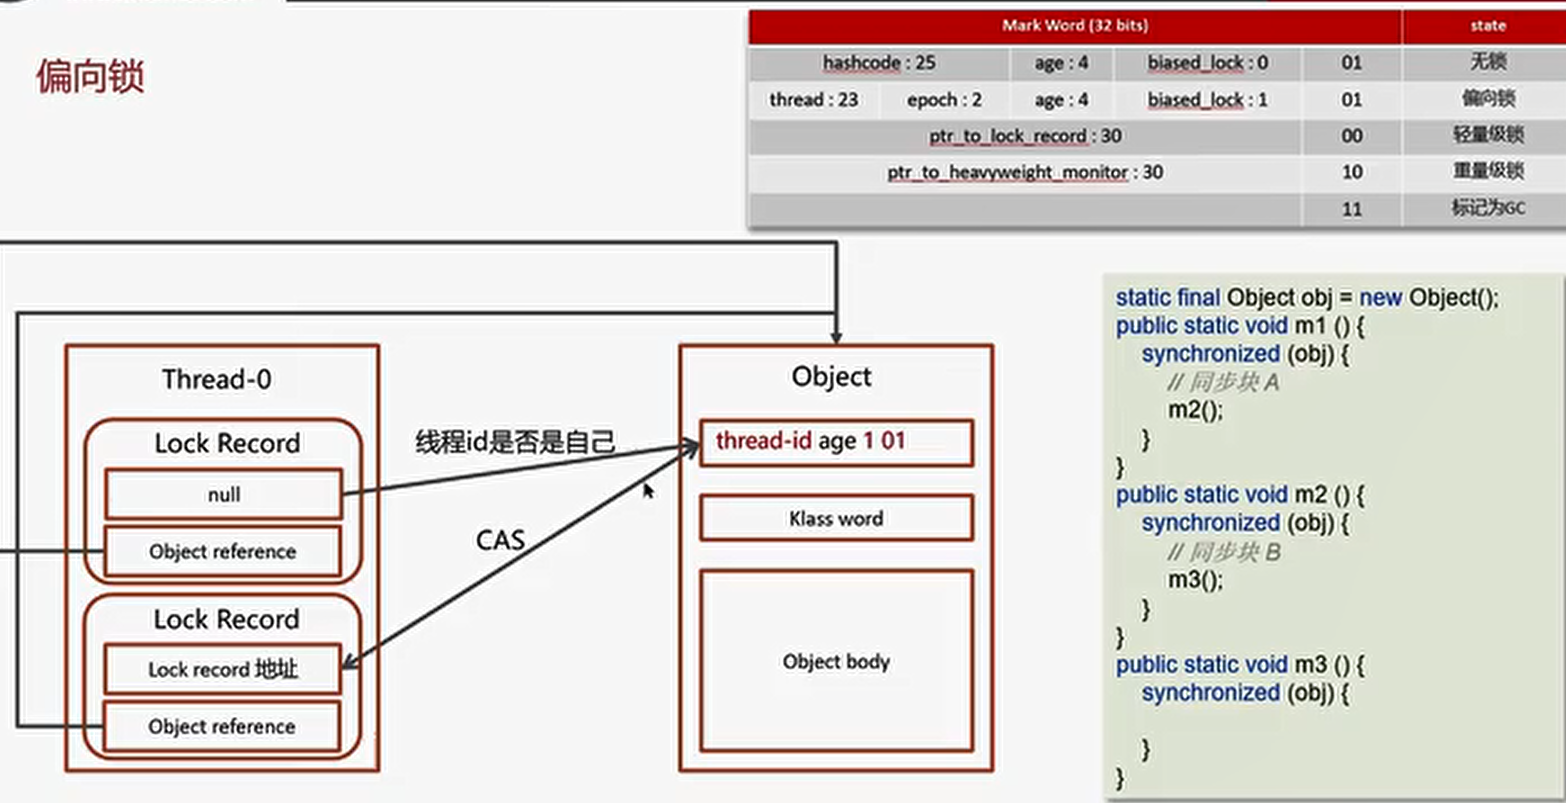 偏向锁
Mark Word (32 bits) state
hashcode : 25 age : 4 biased_lock : 0 01 无锁
thread : 23 epoch : 2 age : 4 biased_lock : 1 01 偏向锁
ptr_to_lock_record : 30 00 轻量级锁
ptr_to_heavyweight_monitor : 30 10 重量级锁
11 标记为GC
Thread-0
Lock Record
null
Object reference
Lock Record
Lock record 地址
Object reference
线程id是否是自己
CAS
Object
thread-id age 1 01
Klass word
Object body
static final Object obj = new Object();
public static void m1 () {
synchronized (obj) {
// 同步块 A
m2();
}
}
public static void m2 () {
synchronized (obj) {
// 同步块 B
m3();
}
}
public static void m3 () {
synchronized (obj) {
}
}